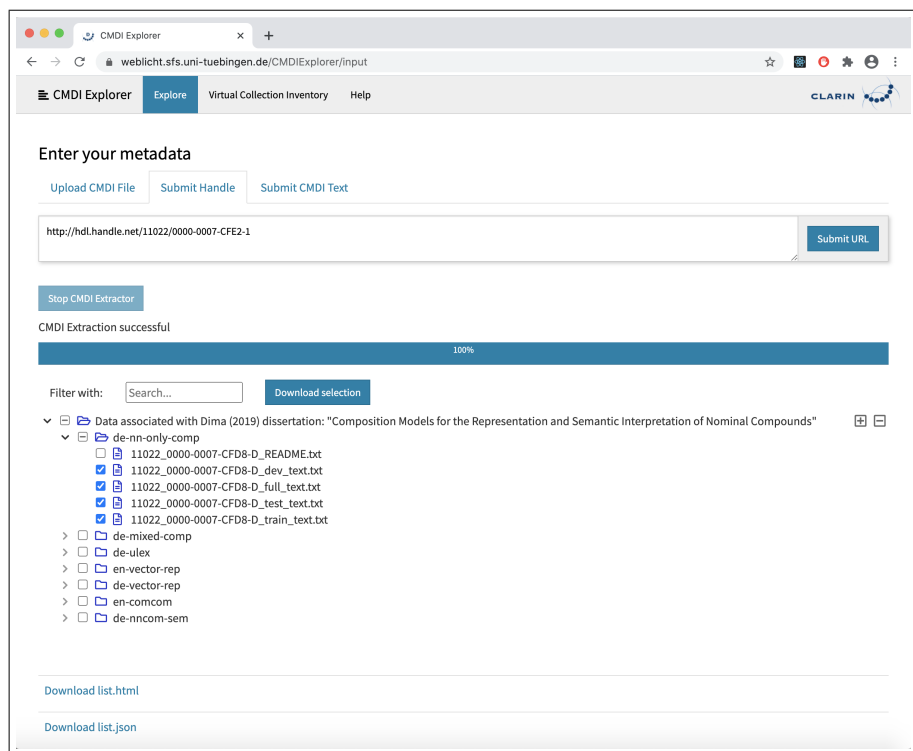 CMDI Explorer
weblicht.sfs.uni-tuebingen.de/CMDIExplorer/input
CMDI Explorer Explore Virtual Collection Inventory Help CLARIN
Enter your metadata
Upload CMDI File Submit Handle Submit CMDI Text
http://hdl.handle.net/11022/0000-0007-CFE2-1
Submit URL
Stop CMDI Extractor
CMDI Extraction successful
100%
Filter with: Search... Download selection
Data associated with Dima (2019) dissertation: "Composition Models for the Representation and Semantic Interpretation of Nominal Compounds"
de-nn-only-comp
11022_0000-0007-CFD8-D_README.txt
11022_0000-0007-CFD8-D_dev_text.txt
11022_0000-0007-CFD8-D_full_text.txt
11022_0000-0007-CFD8-D_test_text.txt
11022_0000-0007-CFD8-D_train_text.txt
de-mixed-comp
de-ulex
en-vector-rep
de-vector-rep
en-comcom
de-nncom-sem
Download list.html
Download list.json